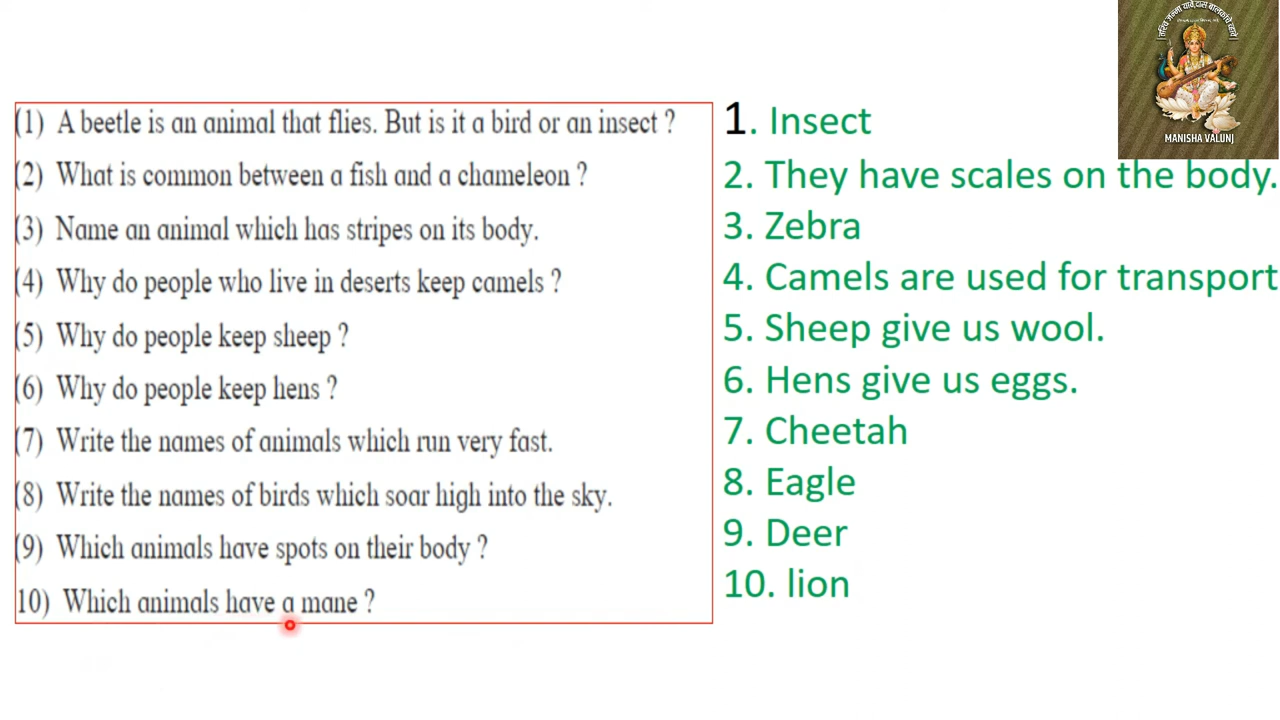 तरिच जन्मा यावे,दास बालकांचे व्हावे
MANISHA VALUNJ
(1) A beetle is an animal that flies. But is it a bird or an insect ?
(2) What is common between a fish and a chameleon ?
(3) Name an animal which has stripes on its body.
(4) Why do people who live in deserts keep camels ?
(5) Why do people keep sheep ?
(6) Why do people keep hens ?
(7) Write the names of animals which run very fast.
(8) Write the names of birds which soar high into the sky.
(9) Which animals have spots on their body ?
10) Which animals have a mane ?
1. Insect
2. They have scales on the body.
3. Zebra
4. Camels are used for transport
5. Sheep give us wool.
6. Hens give us eggs.
7. Cheetah
8. Eagle
9. Deer
10. lion